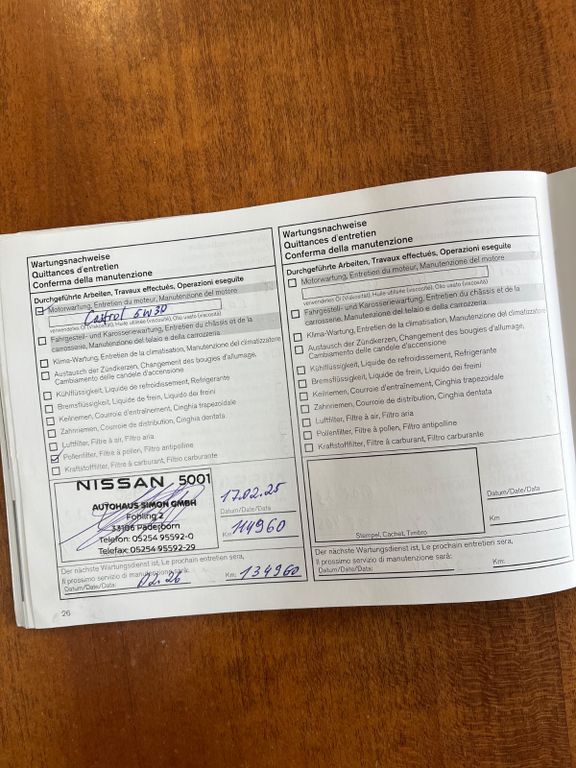 Wartungsnachweise
Quittances d'entretien
Conferma della manutenzione
Durchgeführte Arbeiten, Travaux effectués, Operazioni eseguite
Motorwartung, Entretien du moteur, Manutenzione del motore
Castrol 5W30
verwendetes Öl (Viskosität), Huile utilisée (viscosité), Olio usato (viscosità)
Fahrgestell- und Karosseriewartung, Entretien du châssis et de la
carrosserie, Manutenzione del telaio e della carrozzeria
Klima-Wartung, Entretien de la climatisation, Manutenzione del climatizzatore
Austausch der Zündkerzen, Changement des bougies d'allumage,
Cambiamento delle candele d'accensione
Kühlflüssigkeit, Liquide de refroidissement, Refrigerante
Bremsflüssigkeit, Liquide de frein, Liquido dei freini
Keilriemen, Courroie d'entraînement, Cinghia trapezoidale
Zahnriemen, Courroie de distribution, Cinghia dentata
Luftfilter, Filtre à air, Filtro aria
Pollenfilter, Filtre à pollen, Filtro antipolline
Kraftstofffilter, Filtre à carburant, Filtro carburante
NISSAN 5001
AUTOHAUS SIMON GMBH
Pohlweg 2
33106 Paderborn
Telefon: 05254 95592-0
Telefax: 05254 95592-29
17.02.25
Datum/Date/Data
114960
Km
Der nächste Wartungsdienst ist, Le prochain entretien sera,
Il prossimo servizio di manutenzione sarà:
Datum/Date/Data: 02.26 Km: 134960
26
Wartungsnachweise
Quittances d'entretien
Conferma della manutenzione
Durchgeführte Arbeiten, Travaux effectués, Operazioni eseguite
Motorwartung, Entretien du moteur, Manutenzione del motore
verwendetes Öl (Viskosität), Huile utilisée (viscosité), Olio usato (viscosità)
Fahrgestell- und Karosseriewartung, Entretien du châssis et de la
carrosserie, Manutenzione del telaio e della carrozzeria
Klima-Wartung, Entretien de la climatisation, Manutenzione del climatizzatore
Austausch der Zündkerzen, Changement des bougies d'allumage,
Cambiamento delle candele d'accensione
Kühlflüssigkeit, Liquide de refroidissement, Refrigerante
Bremsflüssigkeit, Liquide de frein, Liquido dei freini
Keilriemen, Courroie d'entraînement, Cinghia trapezoidale
Zahnriemen, Courroie de distribution, Cinghia dentata
Luftfilter, Filtre à air, Filtro aria
Pollenfilter, Filtre à pollen, Filtro antipolline
Kraftstofffilter, Filtre à carburant, Filtro carburante
Datum/Date/Data
Km
Stempel, Cachet, Timbro
Der nächste Wartungsdienst ist, Le prochain entretien sera,
Il prossimo servizio di manutenzione sarà:
Datum/Date/Data: Km: